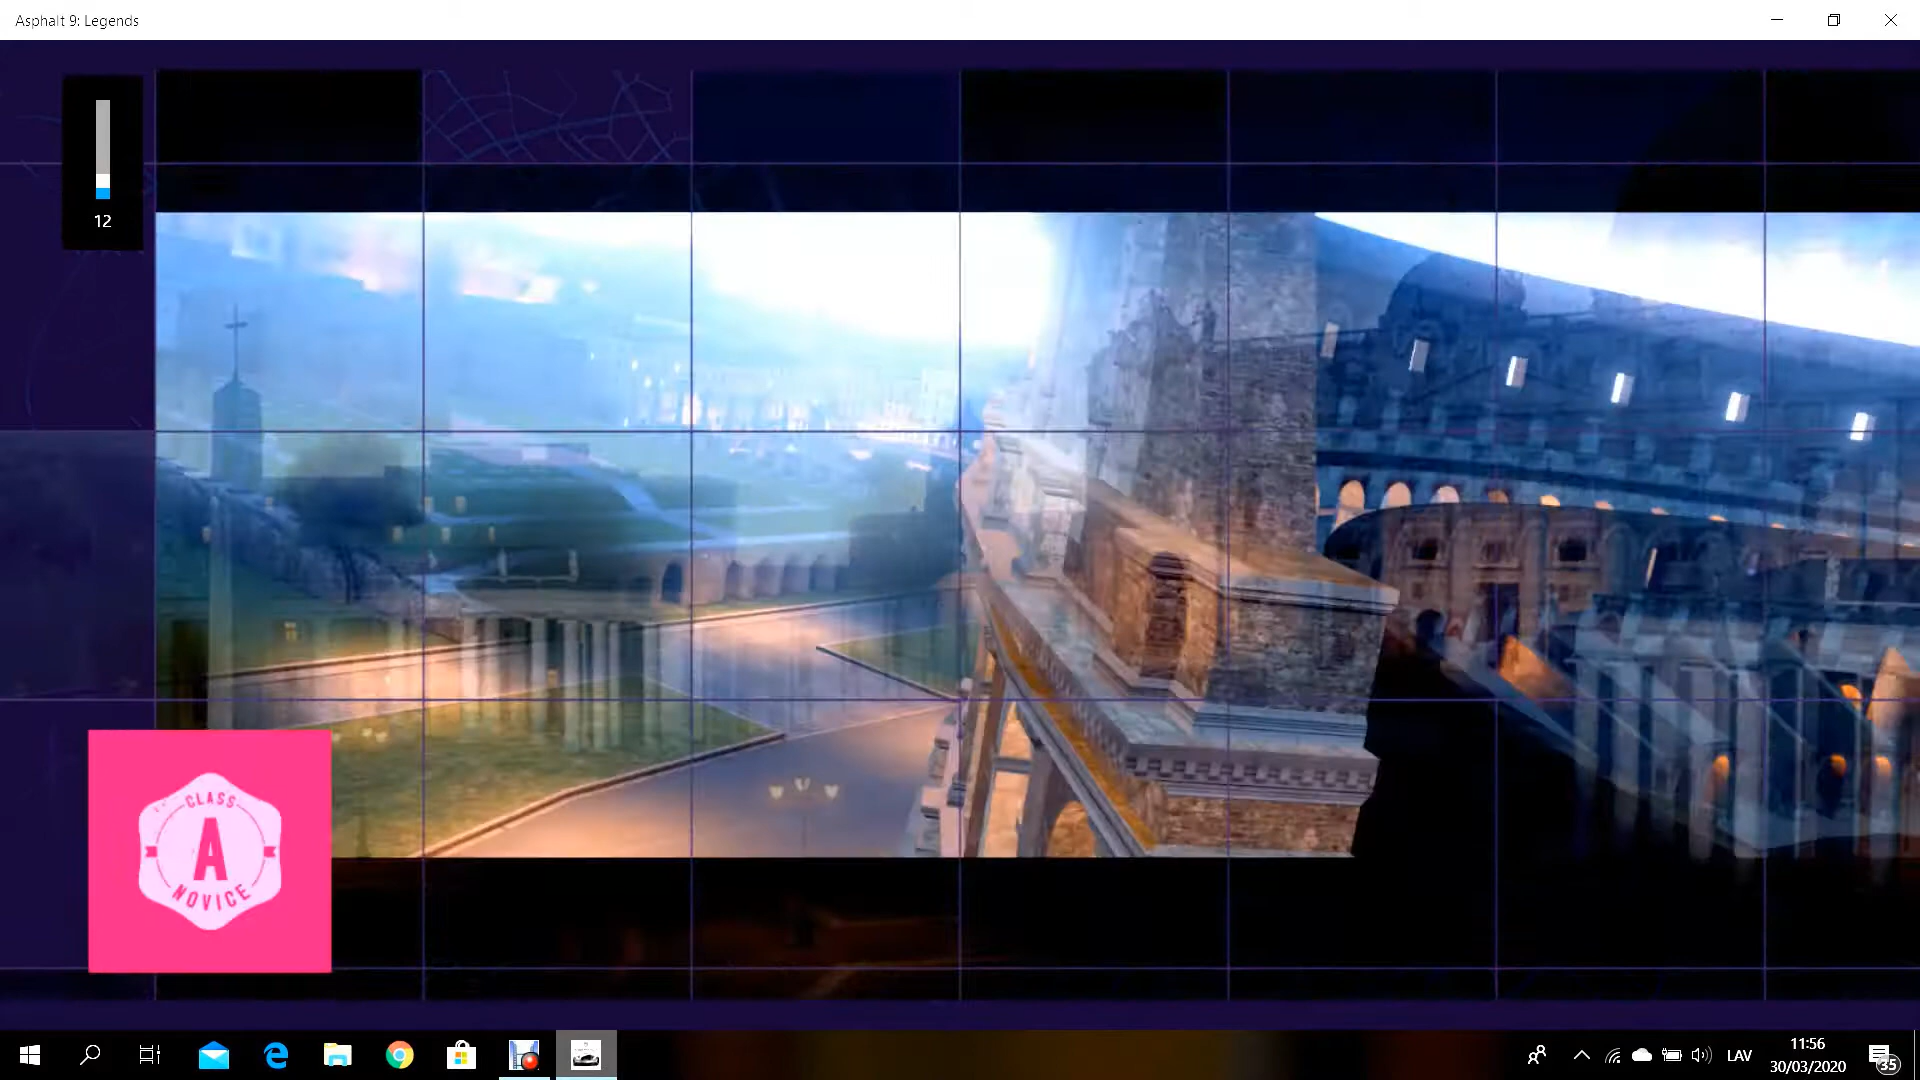 Asphalt 9: Legends
12
CLASS
A
NOVICE
LAV
11:56
30/03/2020
35